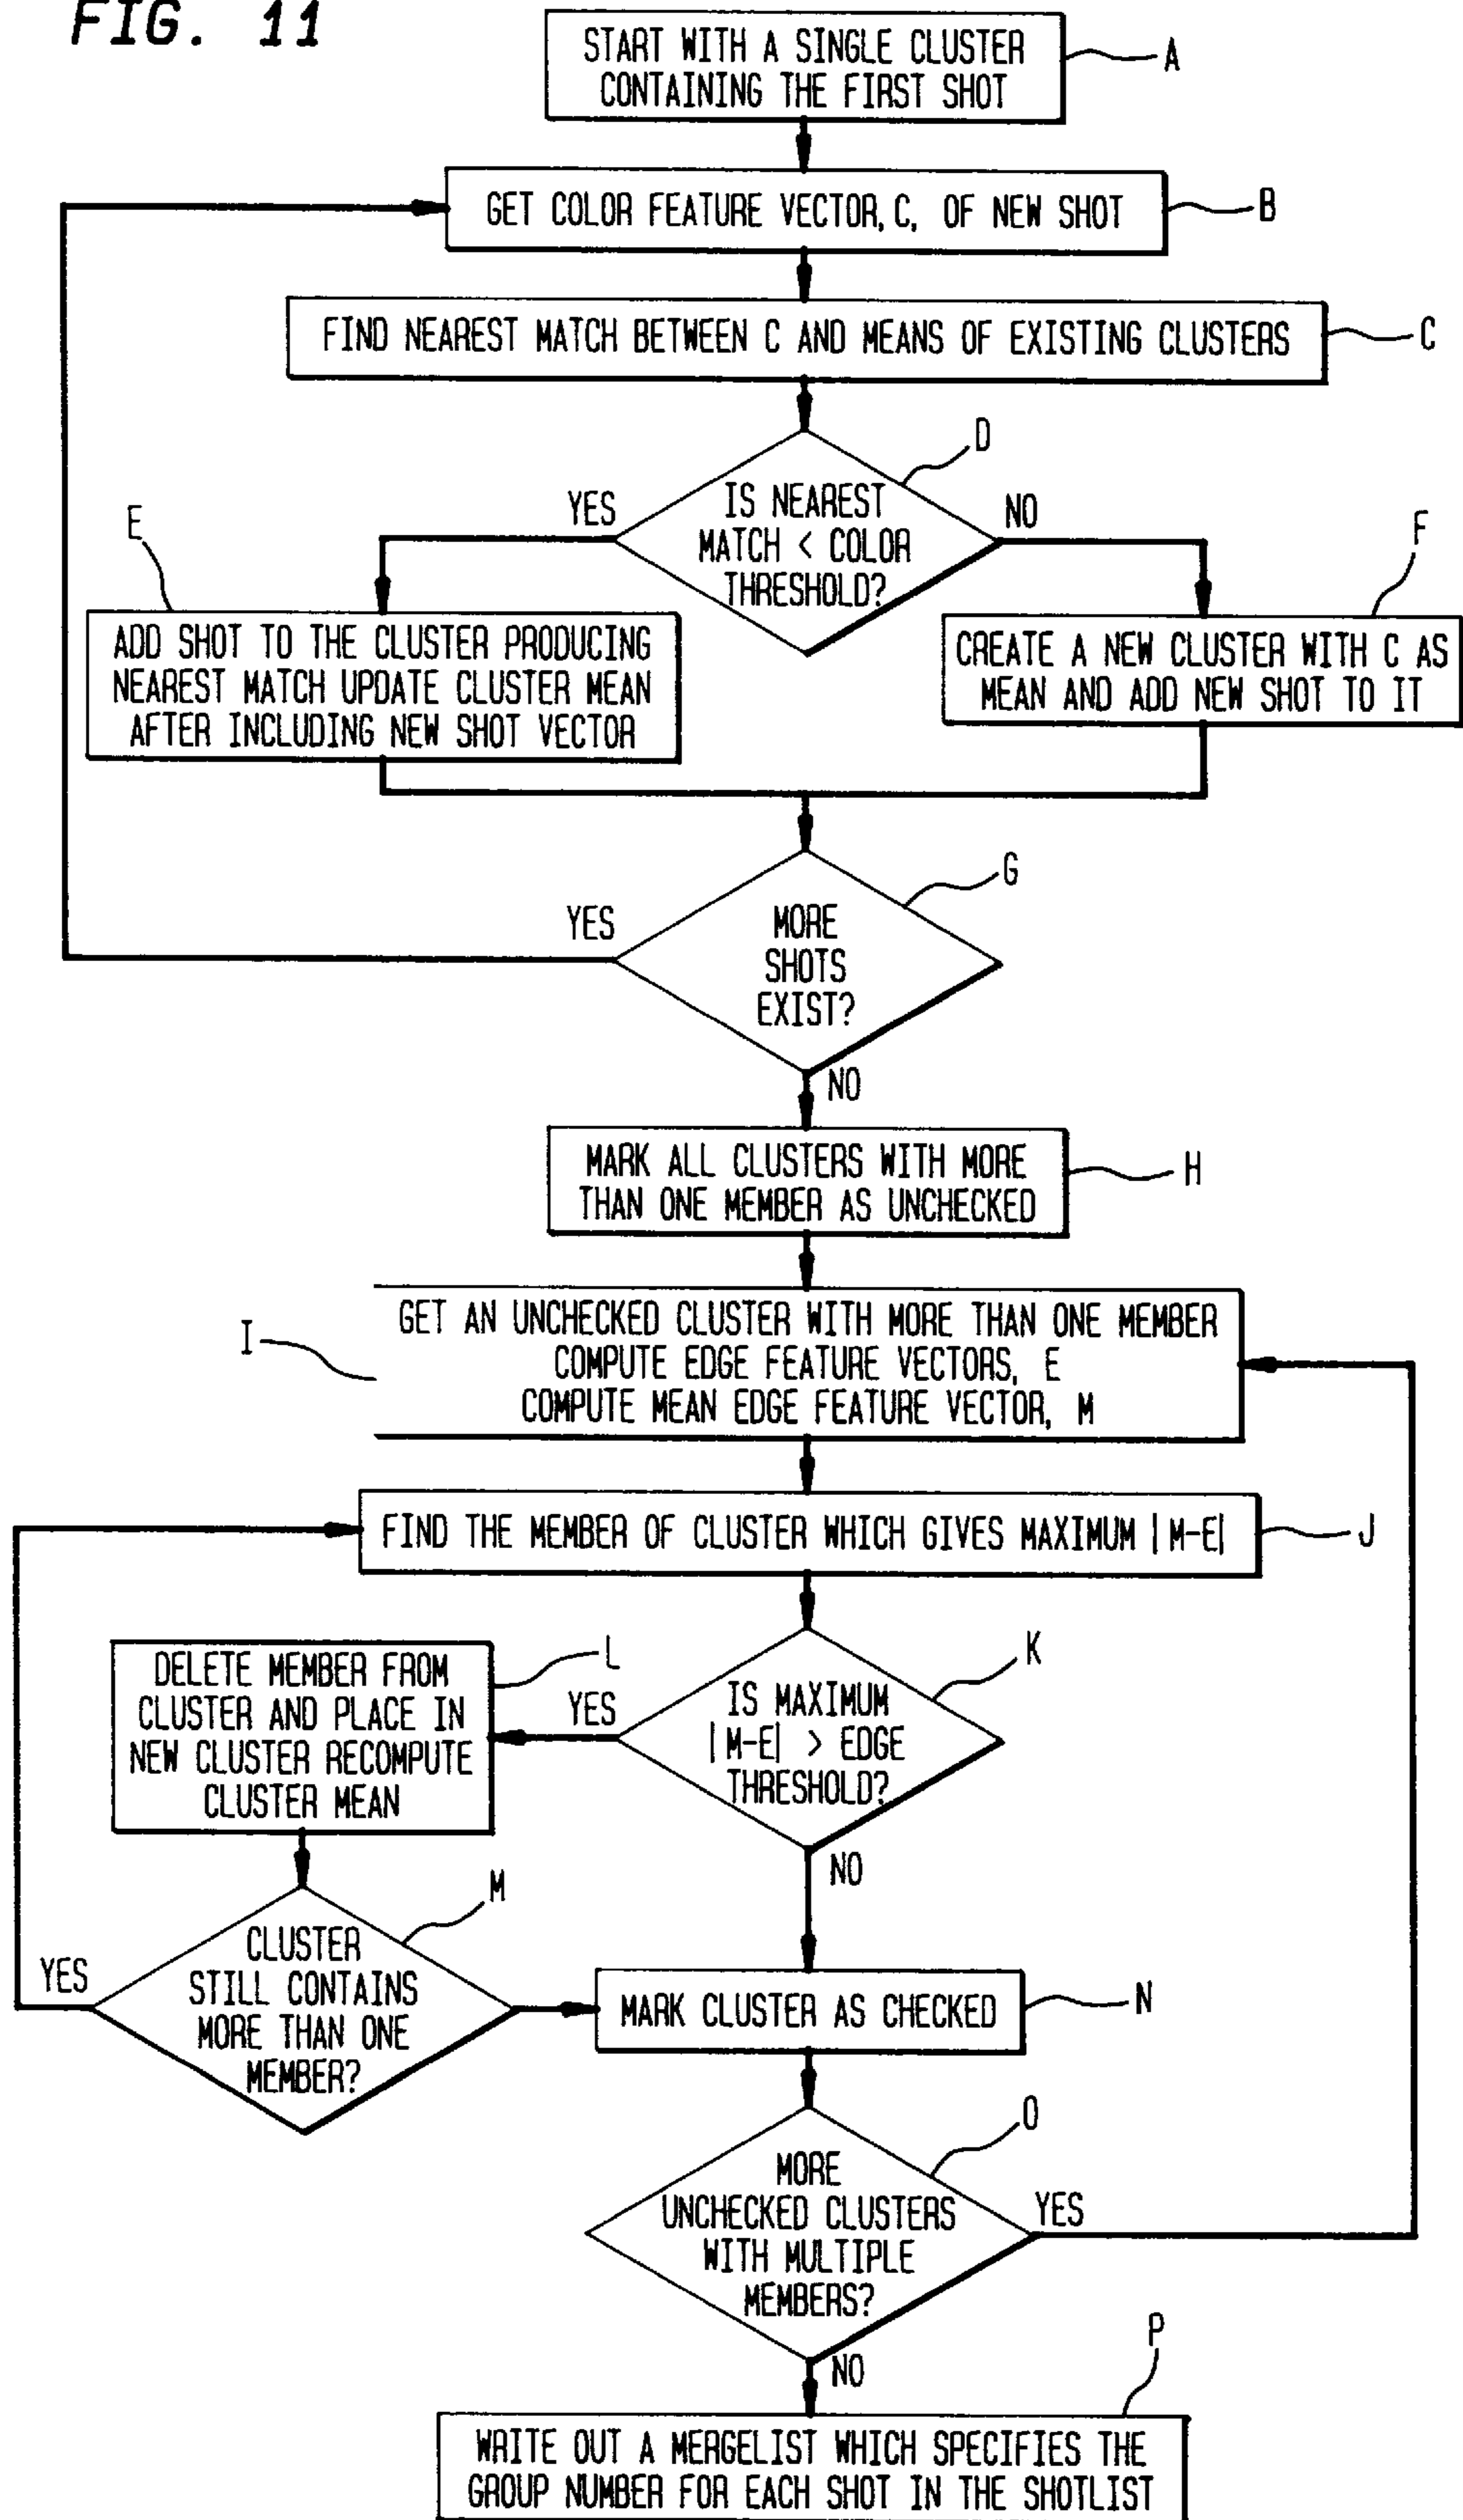 FIG. 11
START WITH A SINGLE CLUSTER
CONTAINING THE FIRST SHOT
A
GET COLOR FEATURE VECTOR, C, OF NEW SHOT
B
FIND NEAREST MATCH BETWEEN C AND MEANS OF EXISTING CLUSTERS
C
D
IS NEAREST
MATCH < COLOR
THRESHOLD?
YES
NO
E
F
ADD SHOT TO THE CLUSTER PRODUCING
NEAREST MATCH UPDATE CLUSTER MEAN
AFTER INCLUDING NEW SHOT VECTOR
CREATE A NEW CLUSTER WITH C AS
MEAN AND ADD NEW SHOT TO IT
G
YES
MORE
SHOTS
EXIST?
NO
MARK ALL CLUSTERS WITH MORE
THAN ONE MEMBER AS UNCHECKED
H
I
GET AN UNCHECKED CLUSTER WITH MORE THAN ONE MEMBER
COMPUTE EDGE FEATURE VECTORS, E
COMPUTE MEAN EDGE FEATURE VECTOR, M
FIND THE MEMBER OF CLUSTER WHICH GIVES MAXIMUM |M-E|
J
K
IS MAXIMUM
|M-E| > EDGE
THRESHOLD?
YES
NO
L
DELETE MEMBER FROM
CLUSTER AND PLACE IN
NEW CLUSTER RECOMPUTE
CLUSTER MEAN
M
CLUSTER
STILL CONTAINS
MORE THAN ONE
MEMBER?
YES
MARK CLUSTER AS CHECKED
N
O
MORE
UNCHECKED CLUSTERS
WITH MULTIPLE
MEMBERS?
YES
NO
P
WRITE OUT A MERGELIST WHICH SPECIFIES THE
GROUP NUMBER FOR EACH SHOT IN THE SHOTLIST